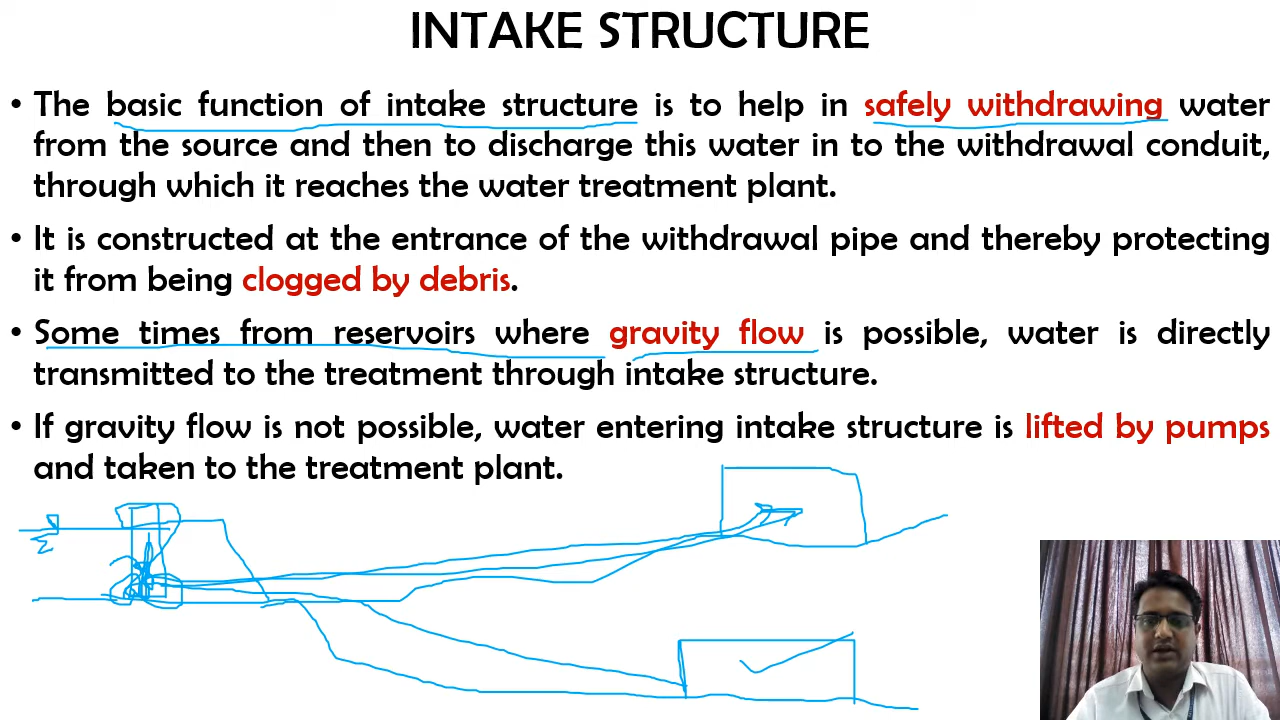 INTAKE STRUCTURE
• The basic function of intake structure is to help in safely withdrawing water
from the source and then to discharge this water in to the withdrawal conduit,
through which it reaches the water treatment plant.
• It is constructed at the entrance of the withdrawal pipe and thereby protecting
it from being clogged by debris.
• Some times from reservoirs where gravity flow is possible, water is directly
transmitted to the treatment through intake structure.
• If gravity flow is not possible, water entering intake structure is lifted by pumps
and taken to the treatment plant.